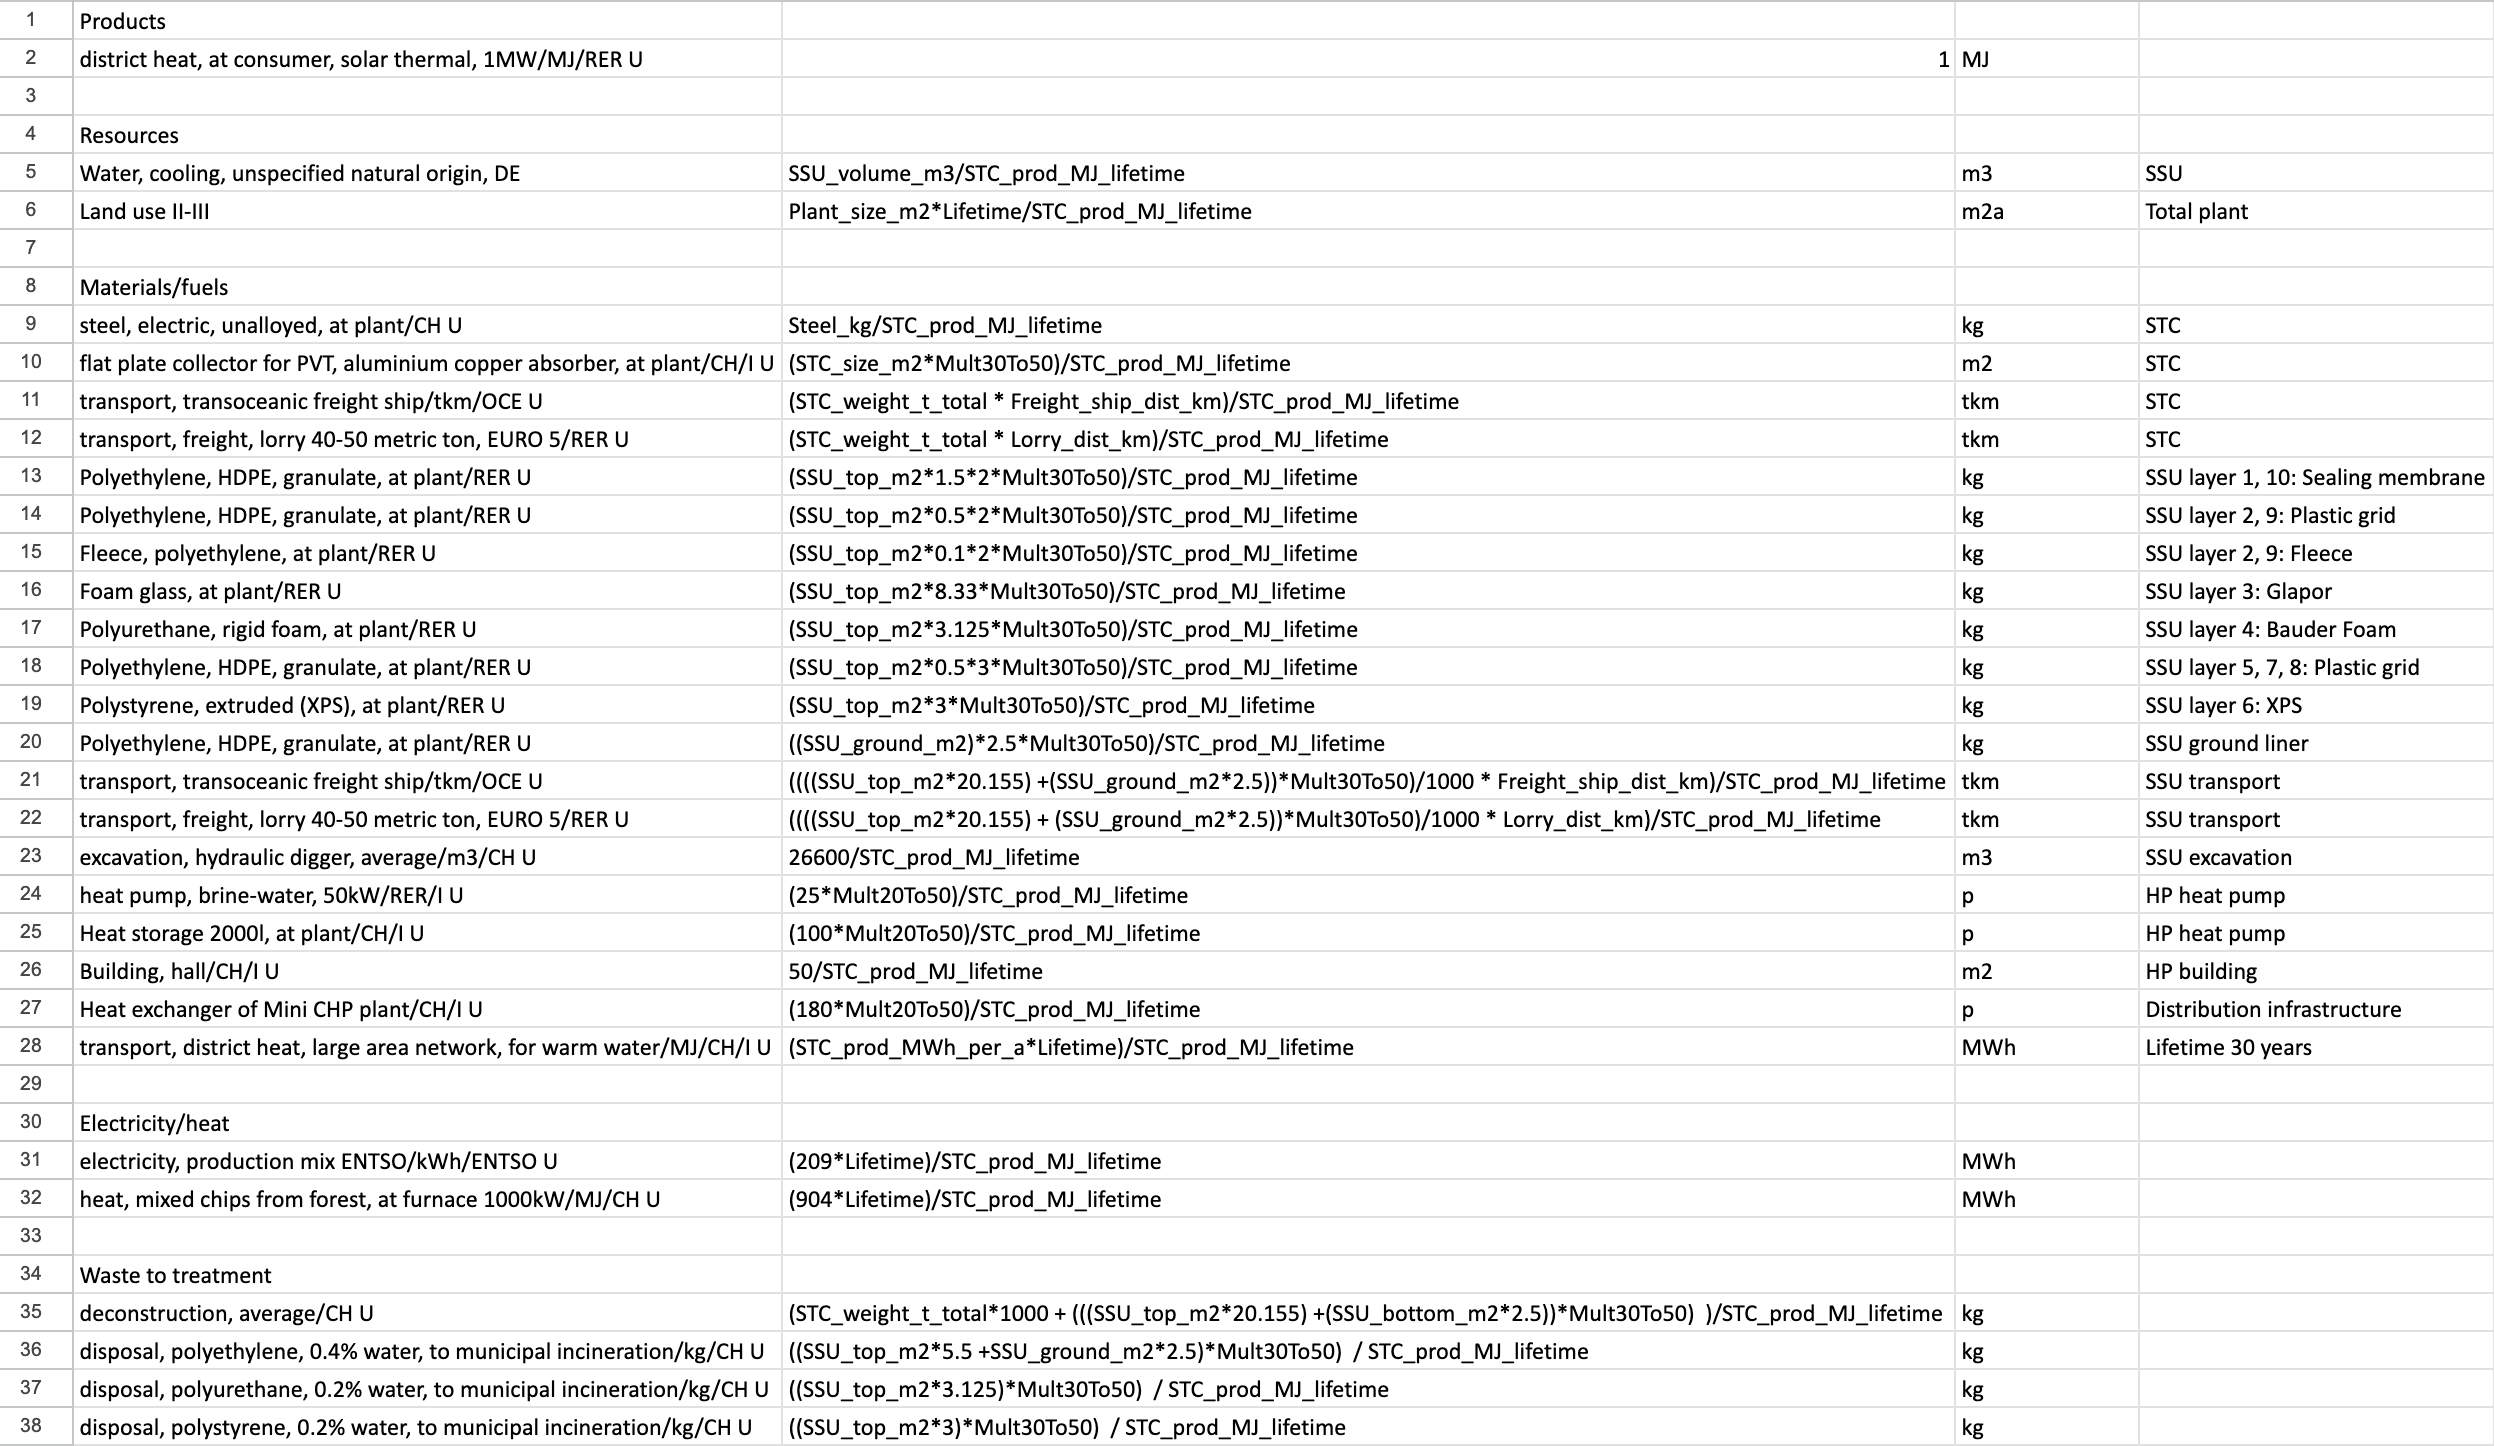 1 Products
2 district heat, at consumer, solar thermal, 1MW/MJ/RER U 1 MJ
3
4 Resources
5 Water, cooling, unspecified natural origin, DE SSU_volume_m3/STC_prod_MJ_lifetime m3 SSU
6 Land use II-III Plant_size_m2*Lifetime/STC_prod_MJ_lifetime m2a Total plant
7
8 Materials/fuels
9 steel, electric, unalloyed, at plant/CH U Steel_kg/STC_prod_MJ_lifetime kg STC
10 flat plate collector for PVT, aluminium copper absorber, at plant/CH/I U (STC_size_m2*Mult30To50)/STC_prod_MJ_lifetime m2 STC
11 transport, transoceanic freight ship/tkm/OCE U (STC_weight_t_total * Freight_ship_dist_km)/STC_prod_MJ_lifetime tkm STC
12 transport, freight, lorry 40-50 metric ton, EURO 5/RER U (STC_weight_t_total * Lorry_dist_km)/STC_prod_MJ_lifetime tkm STC
13 Polyethylene, HDPE, granulate, at plant/RER U (SSU_top_m2*1.5*2*Mult30To50)/STC_prod_MJ_lifetime kg SSU layer 1, 10: Sealing membrane
14 Polyethylene, HDPE, granulate, at plant/RER U (SSU_top_m2*0.5*2*Mult30To50)/STC_prod_MJ_lifetime kg SSU layer 2, 9: Plastic grid
15 Fleece, polyethylene, at plant/RER U (SSU_top_m2*0.1*2*Mult30To50)/STC_prod_MJ_lifetime kg SSU layer 2, 9: Fleece
16 Foam glass, at plant/RER U (SSU_top_m2*8.33*Mult30To50)/STC_prod_MJ_lifetime kg SSU layer 3: Glapor
17 Polyurethane, rigid foam, at plant/RER U (SSU_top_m2*3.125*Mult30To50)/STC_prod_MJ_lifetime kg SSU layer 4: Bauder Foam
18 Polyethylene, HDPE, granulate, at plant/RER U (SSU_top_m2*0.5*3*Mult30To50)/STC_prod_MJ_lifetime kg SSU layer 5, 7, 8: Plastic grid
19 Polystyrene, extruded (XPS), at plant/RER U (SSU_top_m2*3*Mult30To50)/STC_prod_MJ_lifetime kg SSU layer 6: XPS
20 Polyethylene, HDPE, granulate, at plant/RER U ((SSU_ground_m2)*2.5*Mult30To50)/STC_prod_MJ_lifetime kg SSU ground liner
21 transport, transoceanic freight ship/tkm/OCE U ((((SSU_top_m2*20.155) +(SSU_ground_m2*2.5))*Mult30To50)/1000 * Freight_ship_dist_km)/STC_prod_MJ_lifetime tkm SSU transport
22 transport, freight, lorry 40-50 metric ton, EURO 5/RER U ((((SSU_top_m2*20.155) + (SSU_ground_m2*2.5))*Mult30To50)/1000 * Lorry_dist_km)/STC_prod_MJ_lifetime tkm SSU transport
23 excavation, hydraulic digger, average/m3/CH U 26600/STC_prod_MJ_lifetime m3 SSU excavation
24 heat pump, brine-water, 50kW/RER/I U (25*Mult20To50)/STC_prod_MJ_lifetime p HP heat pump
25 Heat storage 2000l, at plant/CH/I U (100*Mult20To50)/STC_prod_MJ_lifetime p HP heat pump
26 Building, hall/CH/I U 50/STC_prod_MJ_lifetime m2 HP building
27 Heat exchanger of Mini CHP plant/CH/I U (180*Mult20To50)/STC_prod_MJ_lifetime p Distribution infrastructure
28 transport, district heat, large area network, for warm water/MJ/CH/I U (STC_prod_MWh_per_a*Lifetime)/STC_prod_MJ_lifetime MWh Lifetime 30 years
29
30 Electricity/heat
31 electricity, production mix ENTSO/kWh/ENTSO U (209*Lifetime)/STC_prod_MJ_lifetime MWh
32 heat, mixed chips from forest, at furnace 1000kW/MJ/CH U (904*Lifetime)/STC_prod_MJ_lifetime MWh
33
34 Waste to treatment
35 deconstruction, average/CH U (STC_weight_t_total*1000 + (((SSU_top_m2*20.155) +(SSU_bottom_m2*2.5))*Mult30To50) )/STC_prod_MJ_lifetime kg
36 disposal, polyethylene, 0.4% water, to municipal incineration/kg/CH U ((SSU_top_m2*5.5 +SSU_ground_m2*2.5)*Mult30To50) / STC_prod_MJ_lifetime kg
37 disposal, polyurethane, 0.2% water, to municipal incineration/kg/CH U ((SSU_top_m2*3.125)*Mult30To50) / STC_prod_MJ_lifetime kg
38 disposal, polystyrene, 0.2% water, to municipal incineration/kg/CH U ((SSU_top_m2*3)*Mult30To50) / STC_prod_MJ_lifetime kg